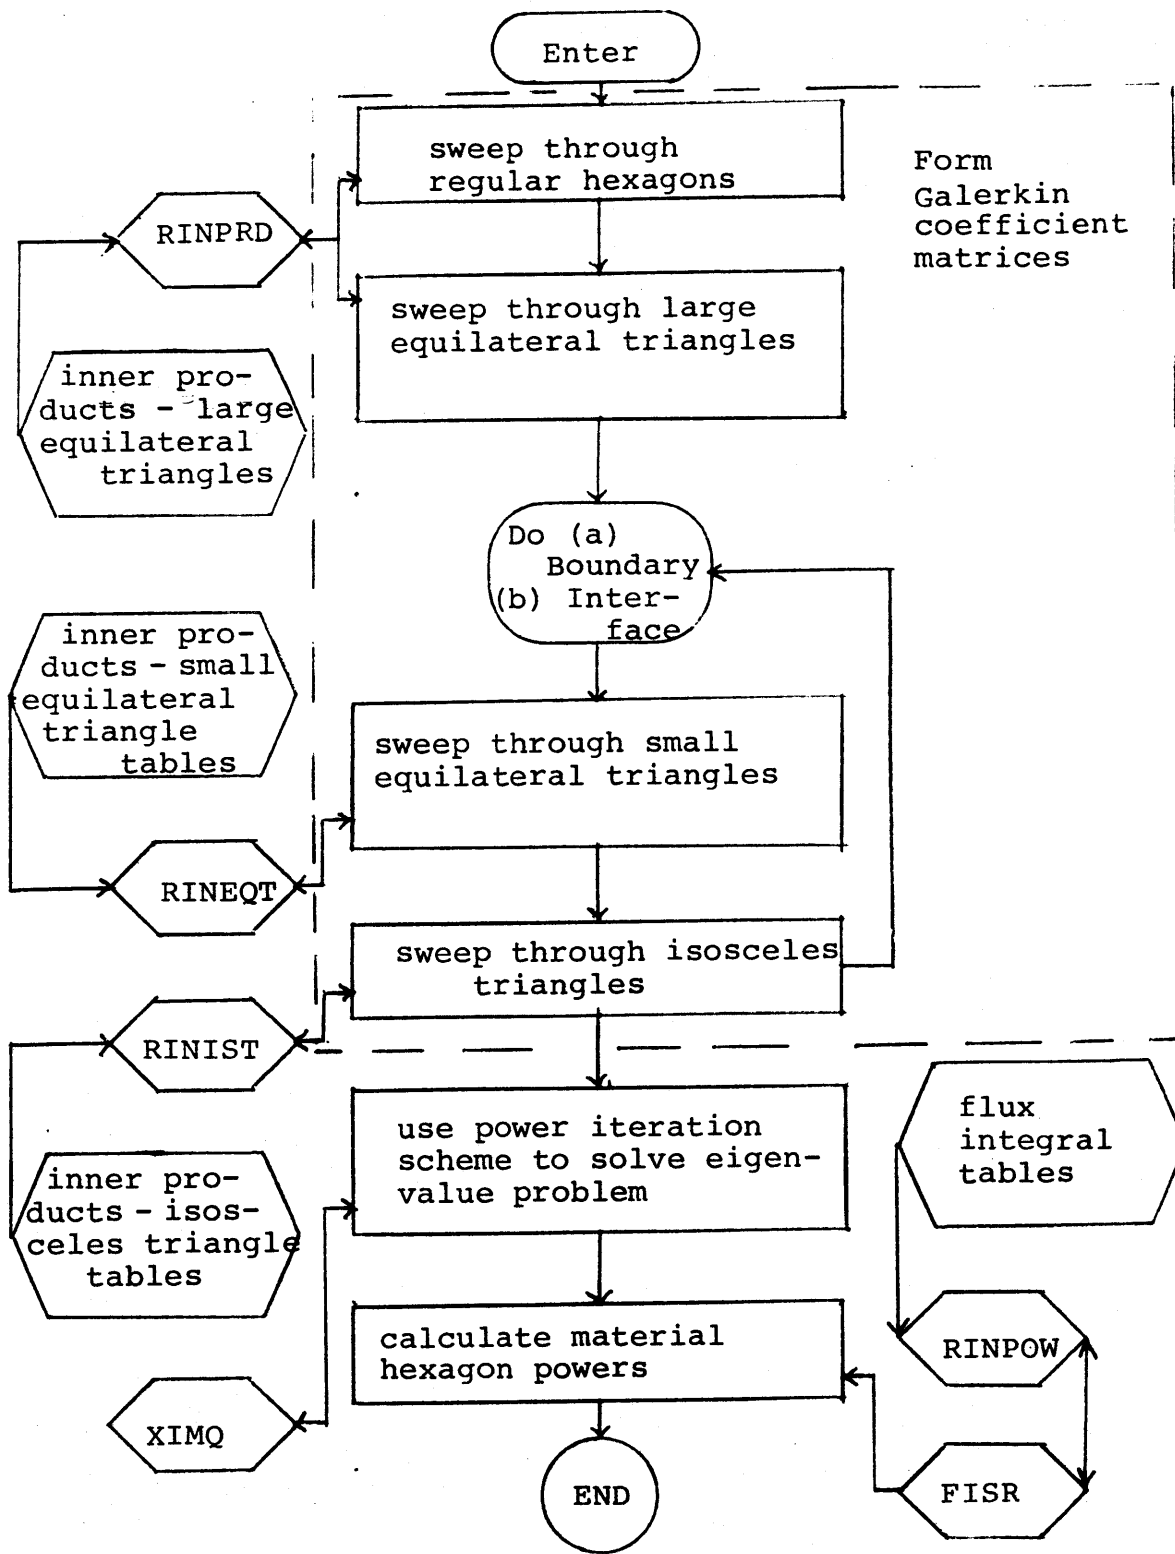 Enter
sweep through
regular hexagons
Form
Galerkin
coefficient
matrices
RINPRD
sweep through large
equilateral triangles
inner pro-
ducts - large
equilateral
triangles
Do (a)
Boundary
(b) Inter-
face
inner pro-
ducts - small
equilateral
triangle
tables
sweep through small
equilateral triangles
RINEQT
sweep through isosceles
triangles
RINIST
flux
integral
tables
use power iteration
scheme to solve eigen-
value problem
inner pro-
ducts - isos-
celes triangle
tables
calculate material
hexagon powers
RINPOW
XIMQ
END
FISR